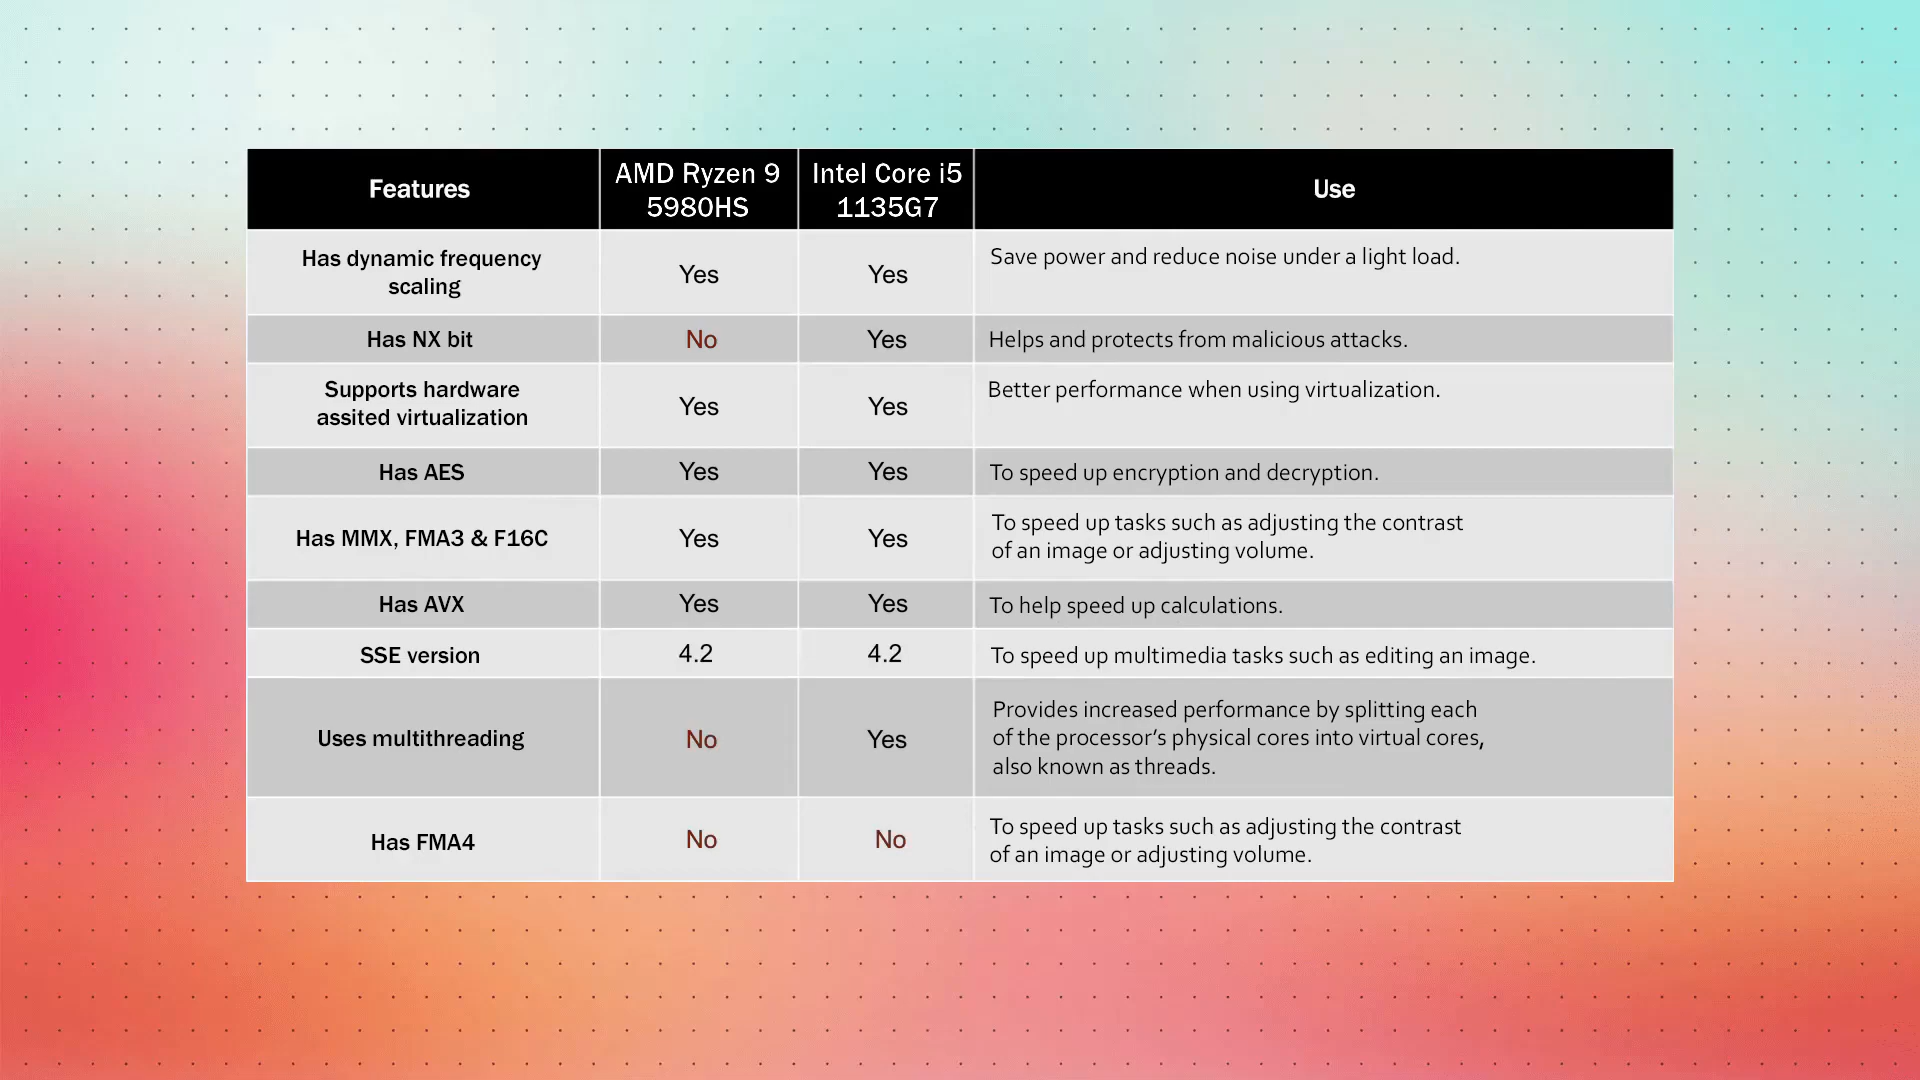 Features
AMD Ryzen 9
5980HS
Intel Core i5
1135G7
Use
Has dynamic frequency
scaling
Yes
Yes
Save power and reduce noise under a light load.
Has NX bit
No
Yes
Helps and protects from malicious attacks.
Supports hardware
assited virtualization
Yes
Yes
Better performance when using virtualization.
Has AES
Yes
Yes
To speed up encryption and decryption.
Has MMX, FMA3 & F16C
Yes
Yes
To speed up tasks such as adjusting the contrast
of an image or adjusting volume.
Has AVX
Yes
Yes
To help speed up calculations.
SSE version
4.2
4.2
To speed up multimedia tasks such as editing an image.
Uses multithreading
No
Yes
Provides increased performance by splitting each
of the processor's physical cores into virtual cores,
also known as threads.
Has FMA4
No
No
To speed up tasks such as adjusting the contrast
of an image or adjusting volume.